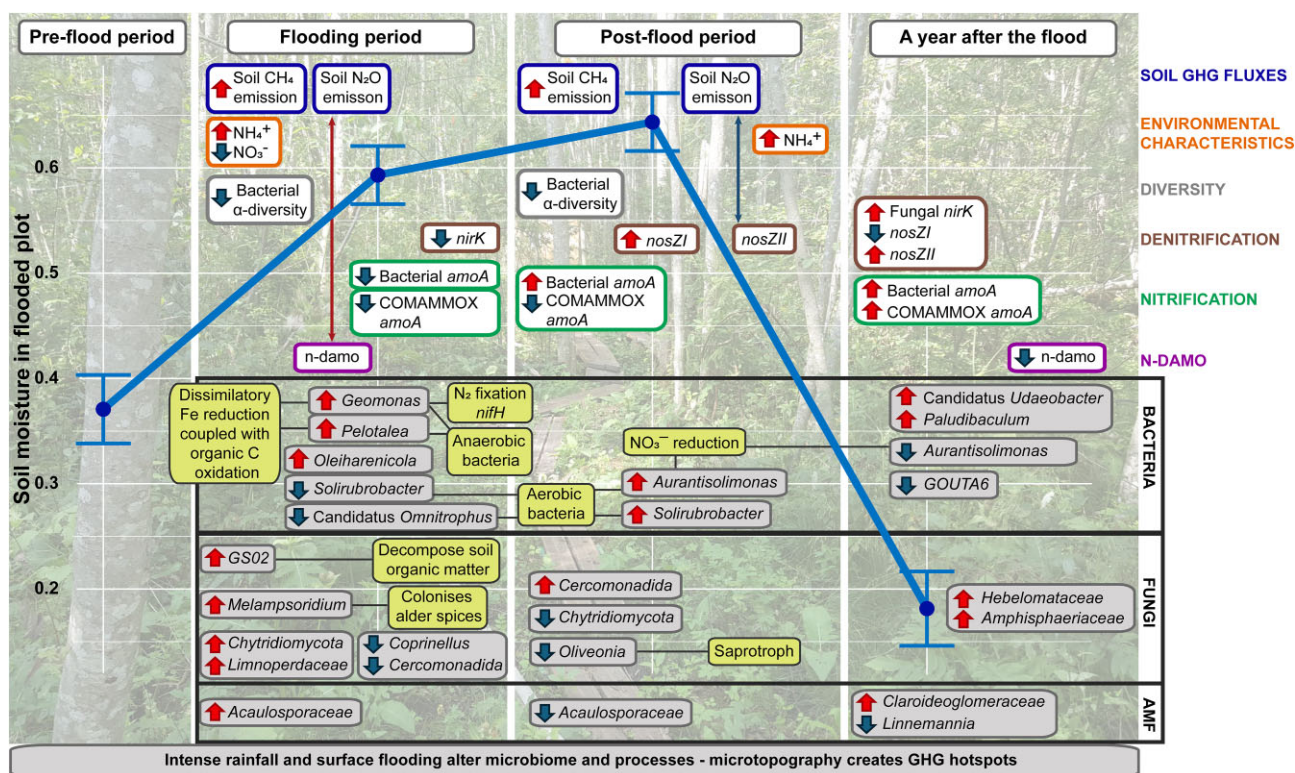 Pre-flood period
Flooding period
Post-flood period
A year after the flood
Soil CH₄
emission
Soil N₂O
emisson
Soil CH₄
emission
Soil N₂O
emisson
SOIL GHG FLUXES
NH₄⁺
NO₃⁻
NH₄⁺
ENVIRONMENTAL
CHARACTERISTICS
Bacterial
α-diversity
Bacterial
α-diversity
DIVERSITY
nirK
nosZI
nosZII
Fungal nirK
nosZI
nosZII
DENITRIFICATION
Bacterial amoA
COMAMMOX
amoA
Bacterial amoA
COMAMMOX
amoA
Bacterial amoA
COMAMMOX amoA
NITRIFICATION
n-damo
n-damo
N-DAMO
Soil moisture in flooded plot
0.6
0.5
0.4
0.3
0.2
Dissimilatory
Fe reduction
coupled with
organic C
oxidation
Geomonas
Pelotalea
Oleiharenicola
Solirubrobacter
Candidatus Omnitrophus
N₂ fixation
nifH
Anaerobic
bacteria
Aerobic
bacteria
NO₃⁻ reduction
Aurantisolimonas
Solirubrobacter
Candidatus Udaeobacter
Paludibaculum
Aurantisolimonas
GOUTA6
BACTERIA
GS02
Decompose soil
organic matter
Melampsoridium
Colonises
alder spices
Chytridiomycota
Limnoperdaceae
Coprinellus
Cercomonadida
Cercomonadida
Chytridiomycota
Oliveonia
Saprotroph
Hebelomataceae
Amphisphaeriaceae
FUNGI
Acaulosporaceae
Acaulosporaceae
Claroideoglomeraceae
Linnemannia
AMF
Intense rainfall and surface flooding alter microbiome and processes - microtopography creates GHG hotspots